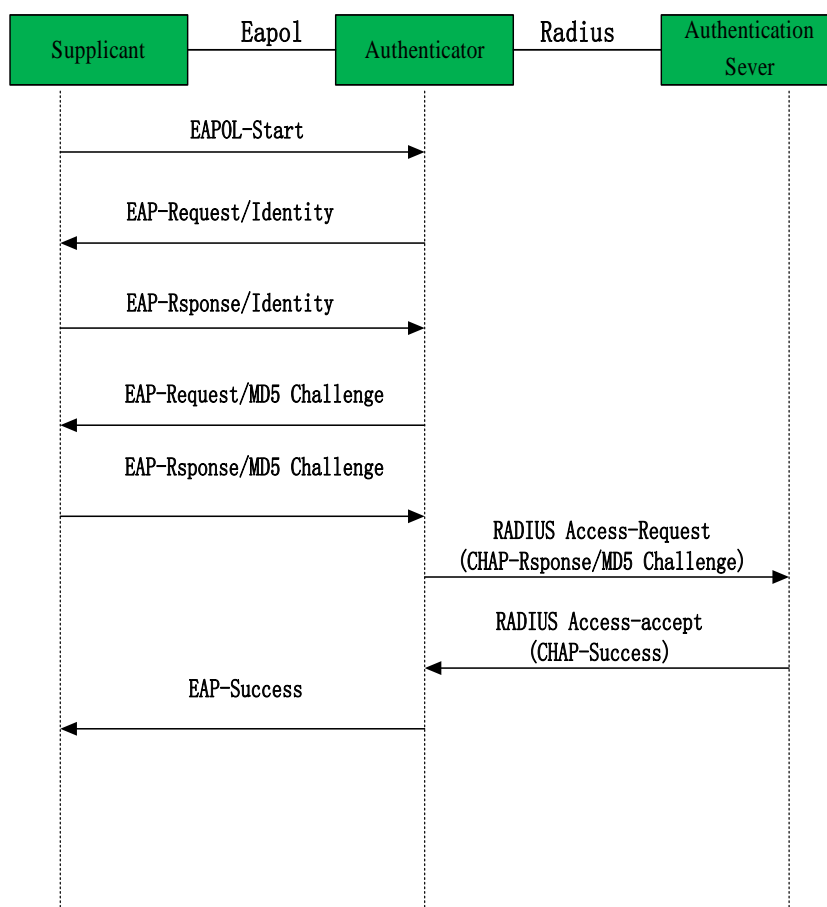 Supplicant
Eapol
Authenticator
Radius
Authentication
Sever
EAPOL-Start
EAP-Request/Identity
EAP-Rsponse/Identity
EAP-Request/MD5 Challenge
EAP-Rsponse/MD5 Challenge
RADIUS Access-Request
(CHAP-Rsponse/MD5 Challenge)
RADIUS Access-accept
(CHAP-Success)
EAP-Success